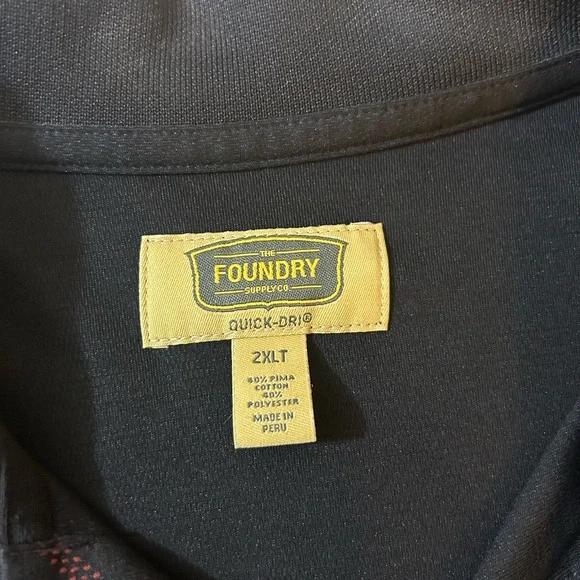 THE
FOUNDRY
SUPPLY CO
QUICK-DRI®
2XLT
60% PIMA
COTTON
40%
POLYESTER
MADE IN
PERU